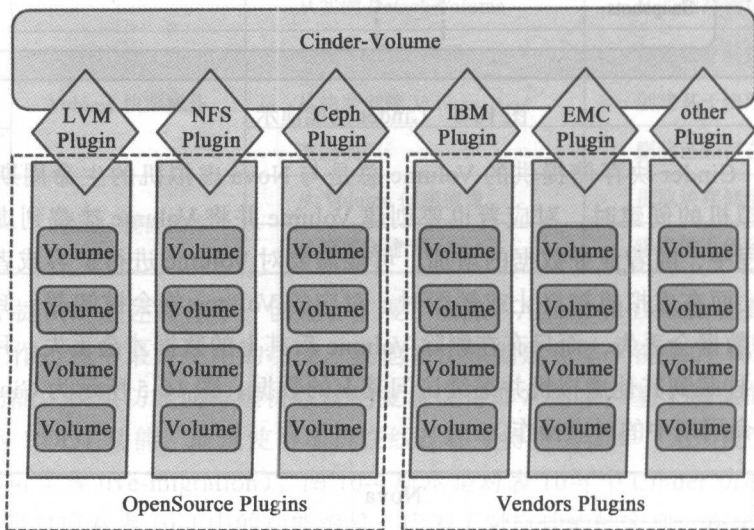 Cinder-Volume
LVM Plugin
NFS Plugin
Ceph Plugin
IBM Plugin
EMC Plugin
other Plugin
Volume Volume Volume Volume Volume Volume
Volume Volume Volume Volume Volume Volume
Volume Volume Volume Volume Volume Volume
Volume Volume Volume Volume Volume Volume
OpenSource Plugins
Vendors Plugins